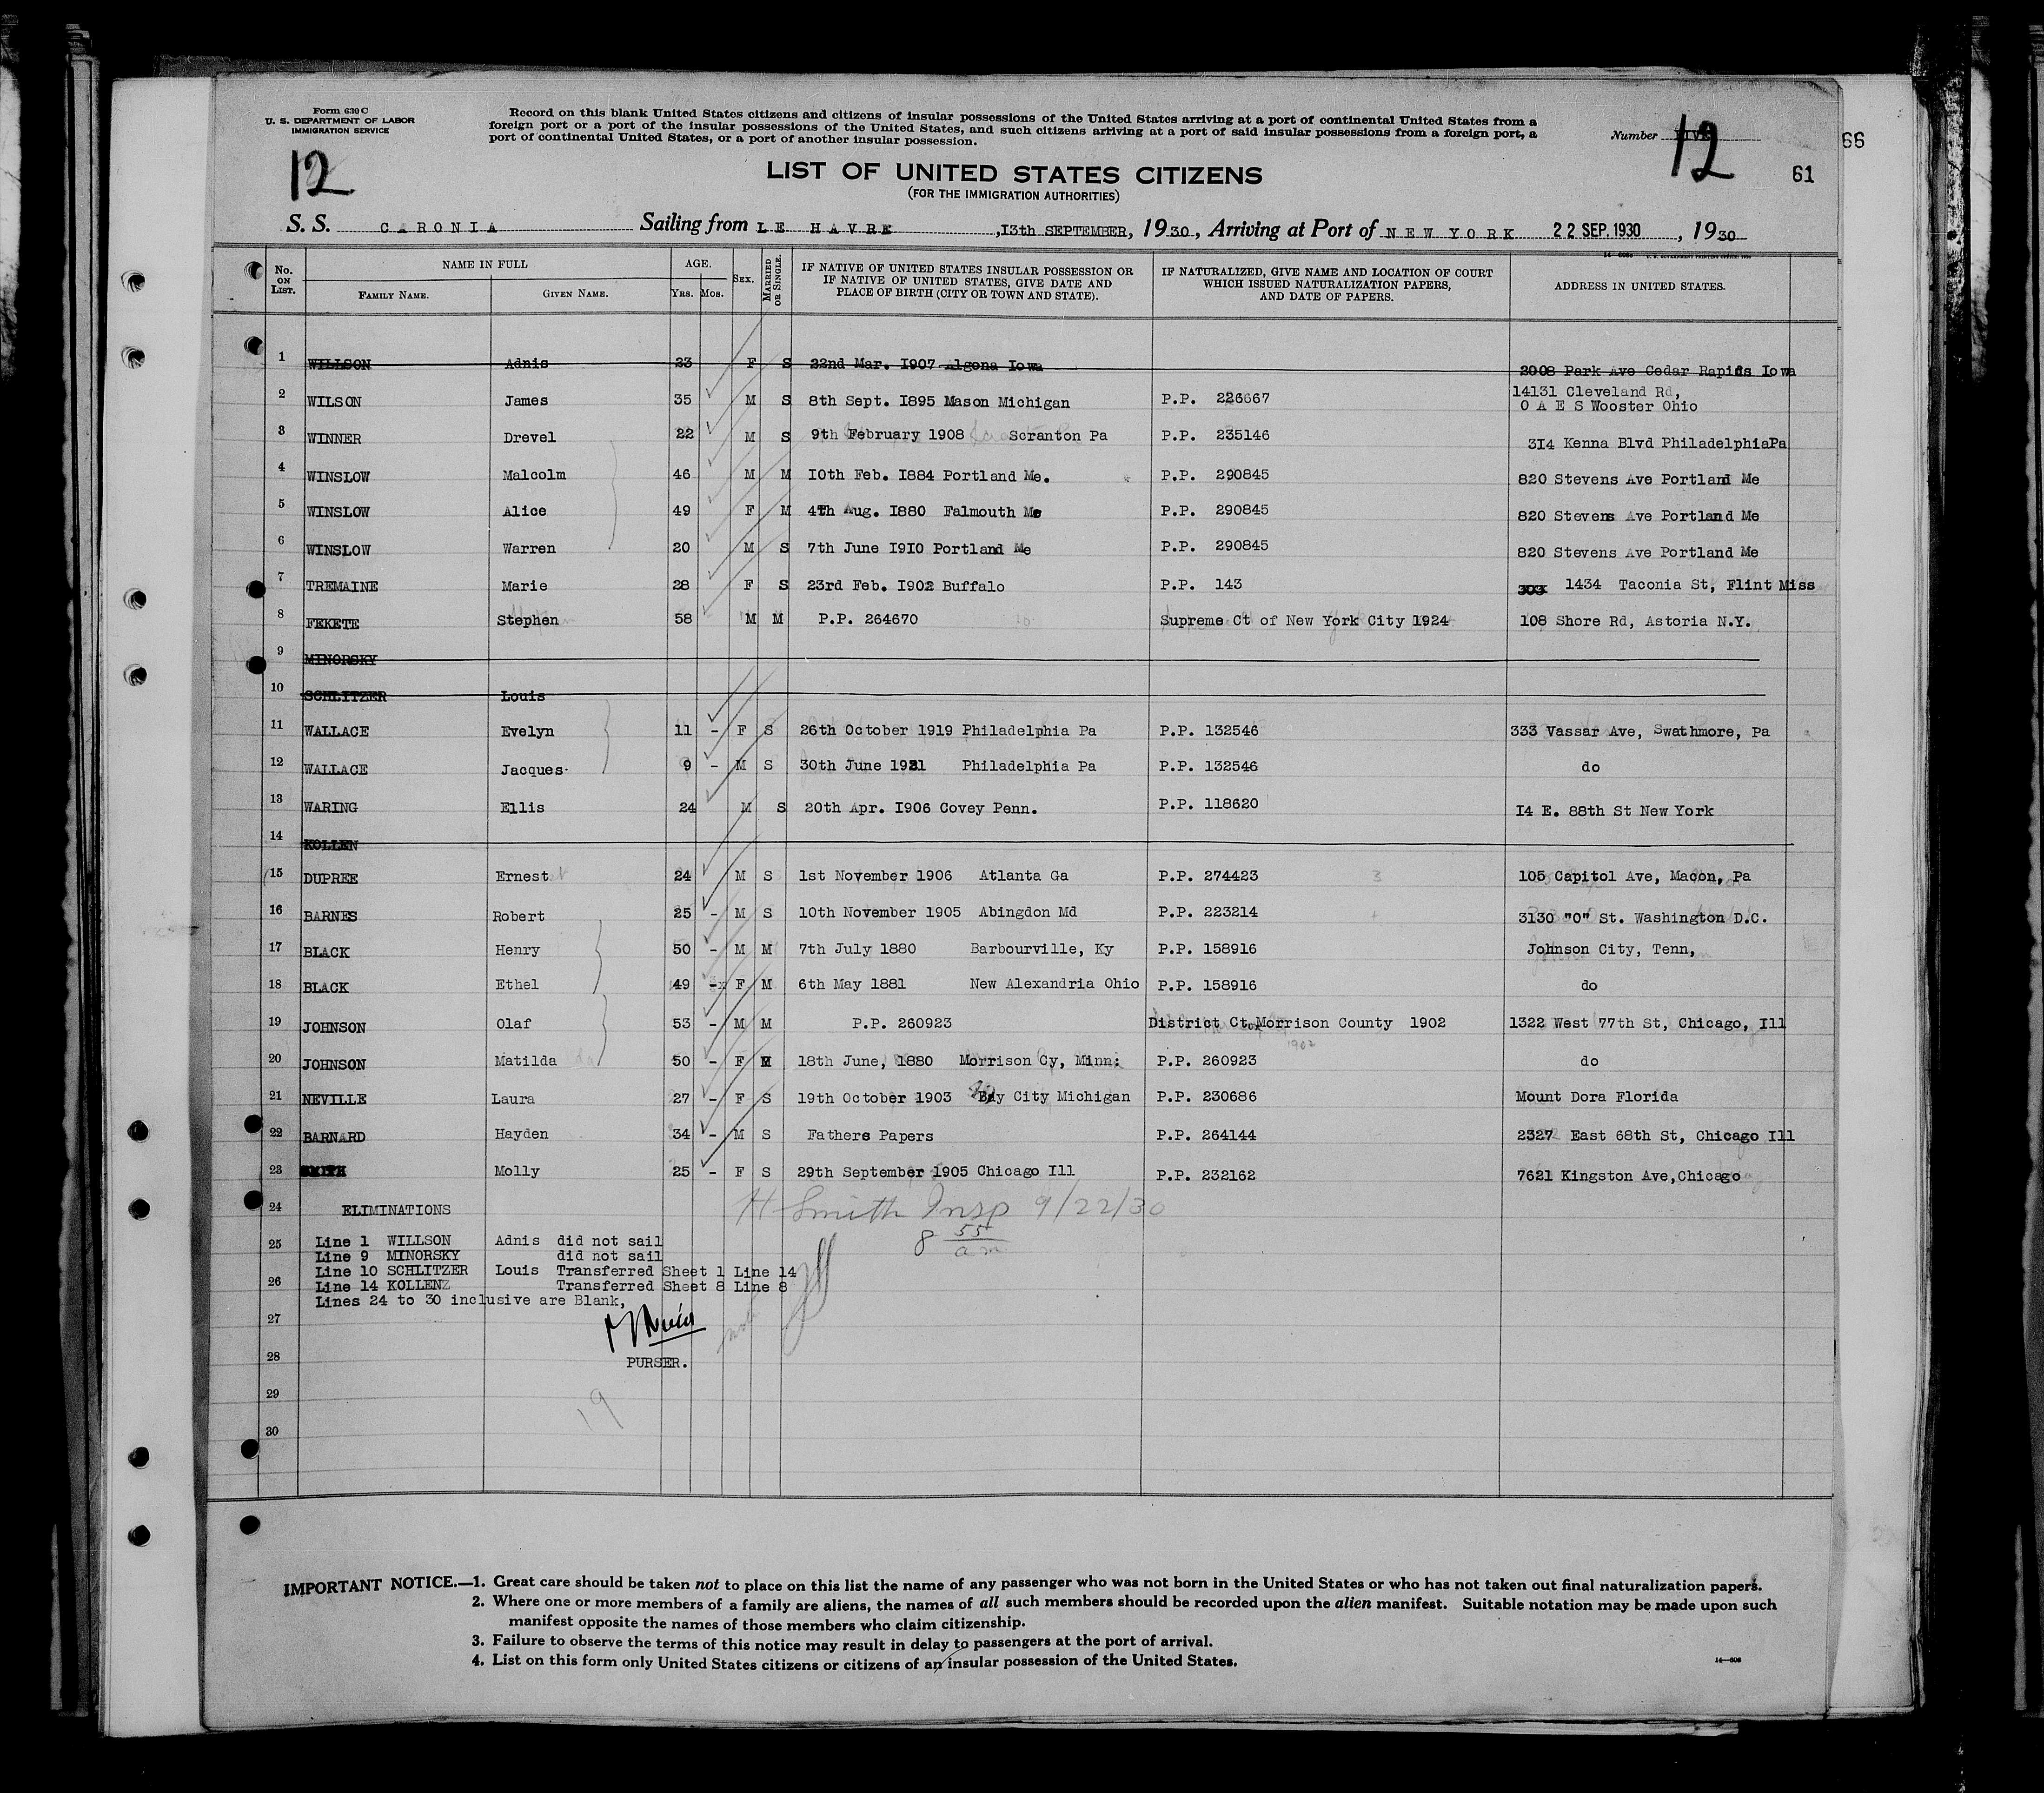 Form 630 C
U. S. DEPARTMENT OF LABOR
IMMIGRATION SERVICE
Record on this blank United States citizens and citizens of insular possessions of the United States arriving at a port of continental United States from a
foreign port or a port of the insular possessions of the United States, and such citizens arriving at a port of said insular possessions from a foreign port, a
port of continental United States, or a port of another insular possession.
Number 12
66
12
61
LIST OF UNITED STATES CITIZENS
(FOR THE IMMIGRATION AUTHORITIES)
S. S. CARONIA Sailing from LE HAVRE, I3th SEPTEMBER, 1930, Arriving at Port of NEW YORK 22 SEP. 1930, 1930
No. ON LIST. NAME IN FULL FAMILY NAME. GIVEN NAME. AGE. Yrs. Mos. SEX. MARRIED OR SINGLE. IF NATIVE OF UNITED STATES INSULAR POSSESSION OR IF NATIVE OF UNITED STATES, GIVE DATE AND PLACE OF BIRTH (CITY OR TOWN AND STATE). IF NATURALIZED, GIVE NAME AND LOCATION OF COURT WHICH ISSUED NATURALIZATION PAPERS, AND DATE OF PAPERS. ADDRESS IN UNITED STATES.
1 WILLSON Adnis 23 F S 22nd Mar. I907 Algona Iowa 2008 Park Ave Cedar Rapids Iowa
2 WILSON James 35 M S 8th Sept. I895 Mason Michigan P.P. 226667 14131 Cleveland Rd,
O A E S Wooster Ohio
3 WINNER Drevel 22 M S 9th February 1908 Scranton Pa P.P. 235146 3I4 Kenna Blvd PhiladelphiaPa
4 WINSLOW Malcolm 46 M M I0th Feb. I884 Portland Me. P.P. 290845 820 Stevens Ave Portland Me
5 WINSLOW Alice 49 F M 4th Aug. I880 Falmouth Me P.P. 290845 820 Stevens Ave Portland Me
6 WINSLOW Warren 20 M S 7th June I9I0 Portland Me P.P. 290845 820 Stevens Ave Portland Me
7 TREMAINE Marie 28 F S 23rd Feb. I902 Buffalo P.P. 143 1434 Taconia St, Flint Miss
8 FEKETE Stephen 58 M M P.P. 264670 Supreme Ct of New York City 1924 108 Shore Rd, Astoria N.Y.
9 MINORSKY
10 SCHLITZER Louis
11 WALLACE Evelyn 11 - F S 26th October 1919 Philadelphia Pa P.P. 132546 333 Vassar Ave, Swathmore, Pa
12 WALLACE Jacques 9 - M S 30th June 1921 Philadelphia Pa P.P. 132546 do
13 WARING Ellis 24 M S 20th Apr. I906 Covey Penn. P.P. 118620 I4 E. 88th St New York
14 KOLLEN
15 DUPREE Ernest 24 M S 1st November 1906 Atlanta Ga P.P. 274423 105 Capitol Ave, Macon, Pa
16 BARNES Robert 25 - M S 10th November 1905 Abingdon Md P.P. 223214 3130 "O" St. Washington D.C.
17 BLACK Henry 50 - M M 7th July 1880 Barbourville, Ky P.P. 158916 Johnson City, Tenn,
18 BLACK Ethel 49 - F M 6th May 1881 New Alexandria Ohio P.P. 158916 do
19 JOHNSON Olaf 53 - M M P.P. 260923 District Ct Morrison County 1902 1322 West 77th St, Chicago, Ill
1902
20 JOHNSON Matilda 50 - F M 18th June, 1880 Morrison Cy, Minn: P.P. 260923 do
21 NEVILLE Laura 27 - F S 19th October 1903 Bay City Michigan P.P. 230686 Mount Dora Florida
22 BARNARD Hayden 34 - M S Fathers Papers P.P. 264144 2327 East 68th St, Chicago Ill
23 SMITH Molly 25 - F S 29th September 1905 Chicago Ill P.P. 232162 7621 Kingston Ave,Chicago
24 ELIMINATIONS H Smith Insp 9/22/30
8 55 am
25 Line 1 WILLSON Adnis did not sail
Line 9 MINORSKY did not sail
Line 10 SCHLITZER Louis Transferred Sheet 1 Line 14
26 Line 14 KOLLENZ Transferred Sheet 8 Line 8
Lines 24 to 30 inclusive are Blank,
27
28 PURSER.
29 19
30
IMPORTANT NOTICE.—1. Great care should be taken not to place on this list the name of any passenger who was not born in the United States or who has not taken out final naturalization papers.
2. Where one or more members of a family are aliens, the names of all such members should be recorded upon the alien manifest. Suitable notation may be made upon such
manifest opposite the names of those members who claim citizenship.
3. Failure to observe the terms of this notice may result in delay to passengers at the port of arrival.
4. List on this form only United States citizens or citizens of an insular possession of the United States.
14—608